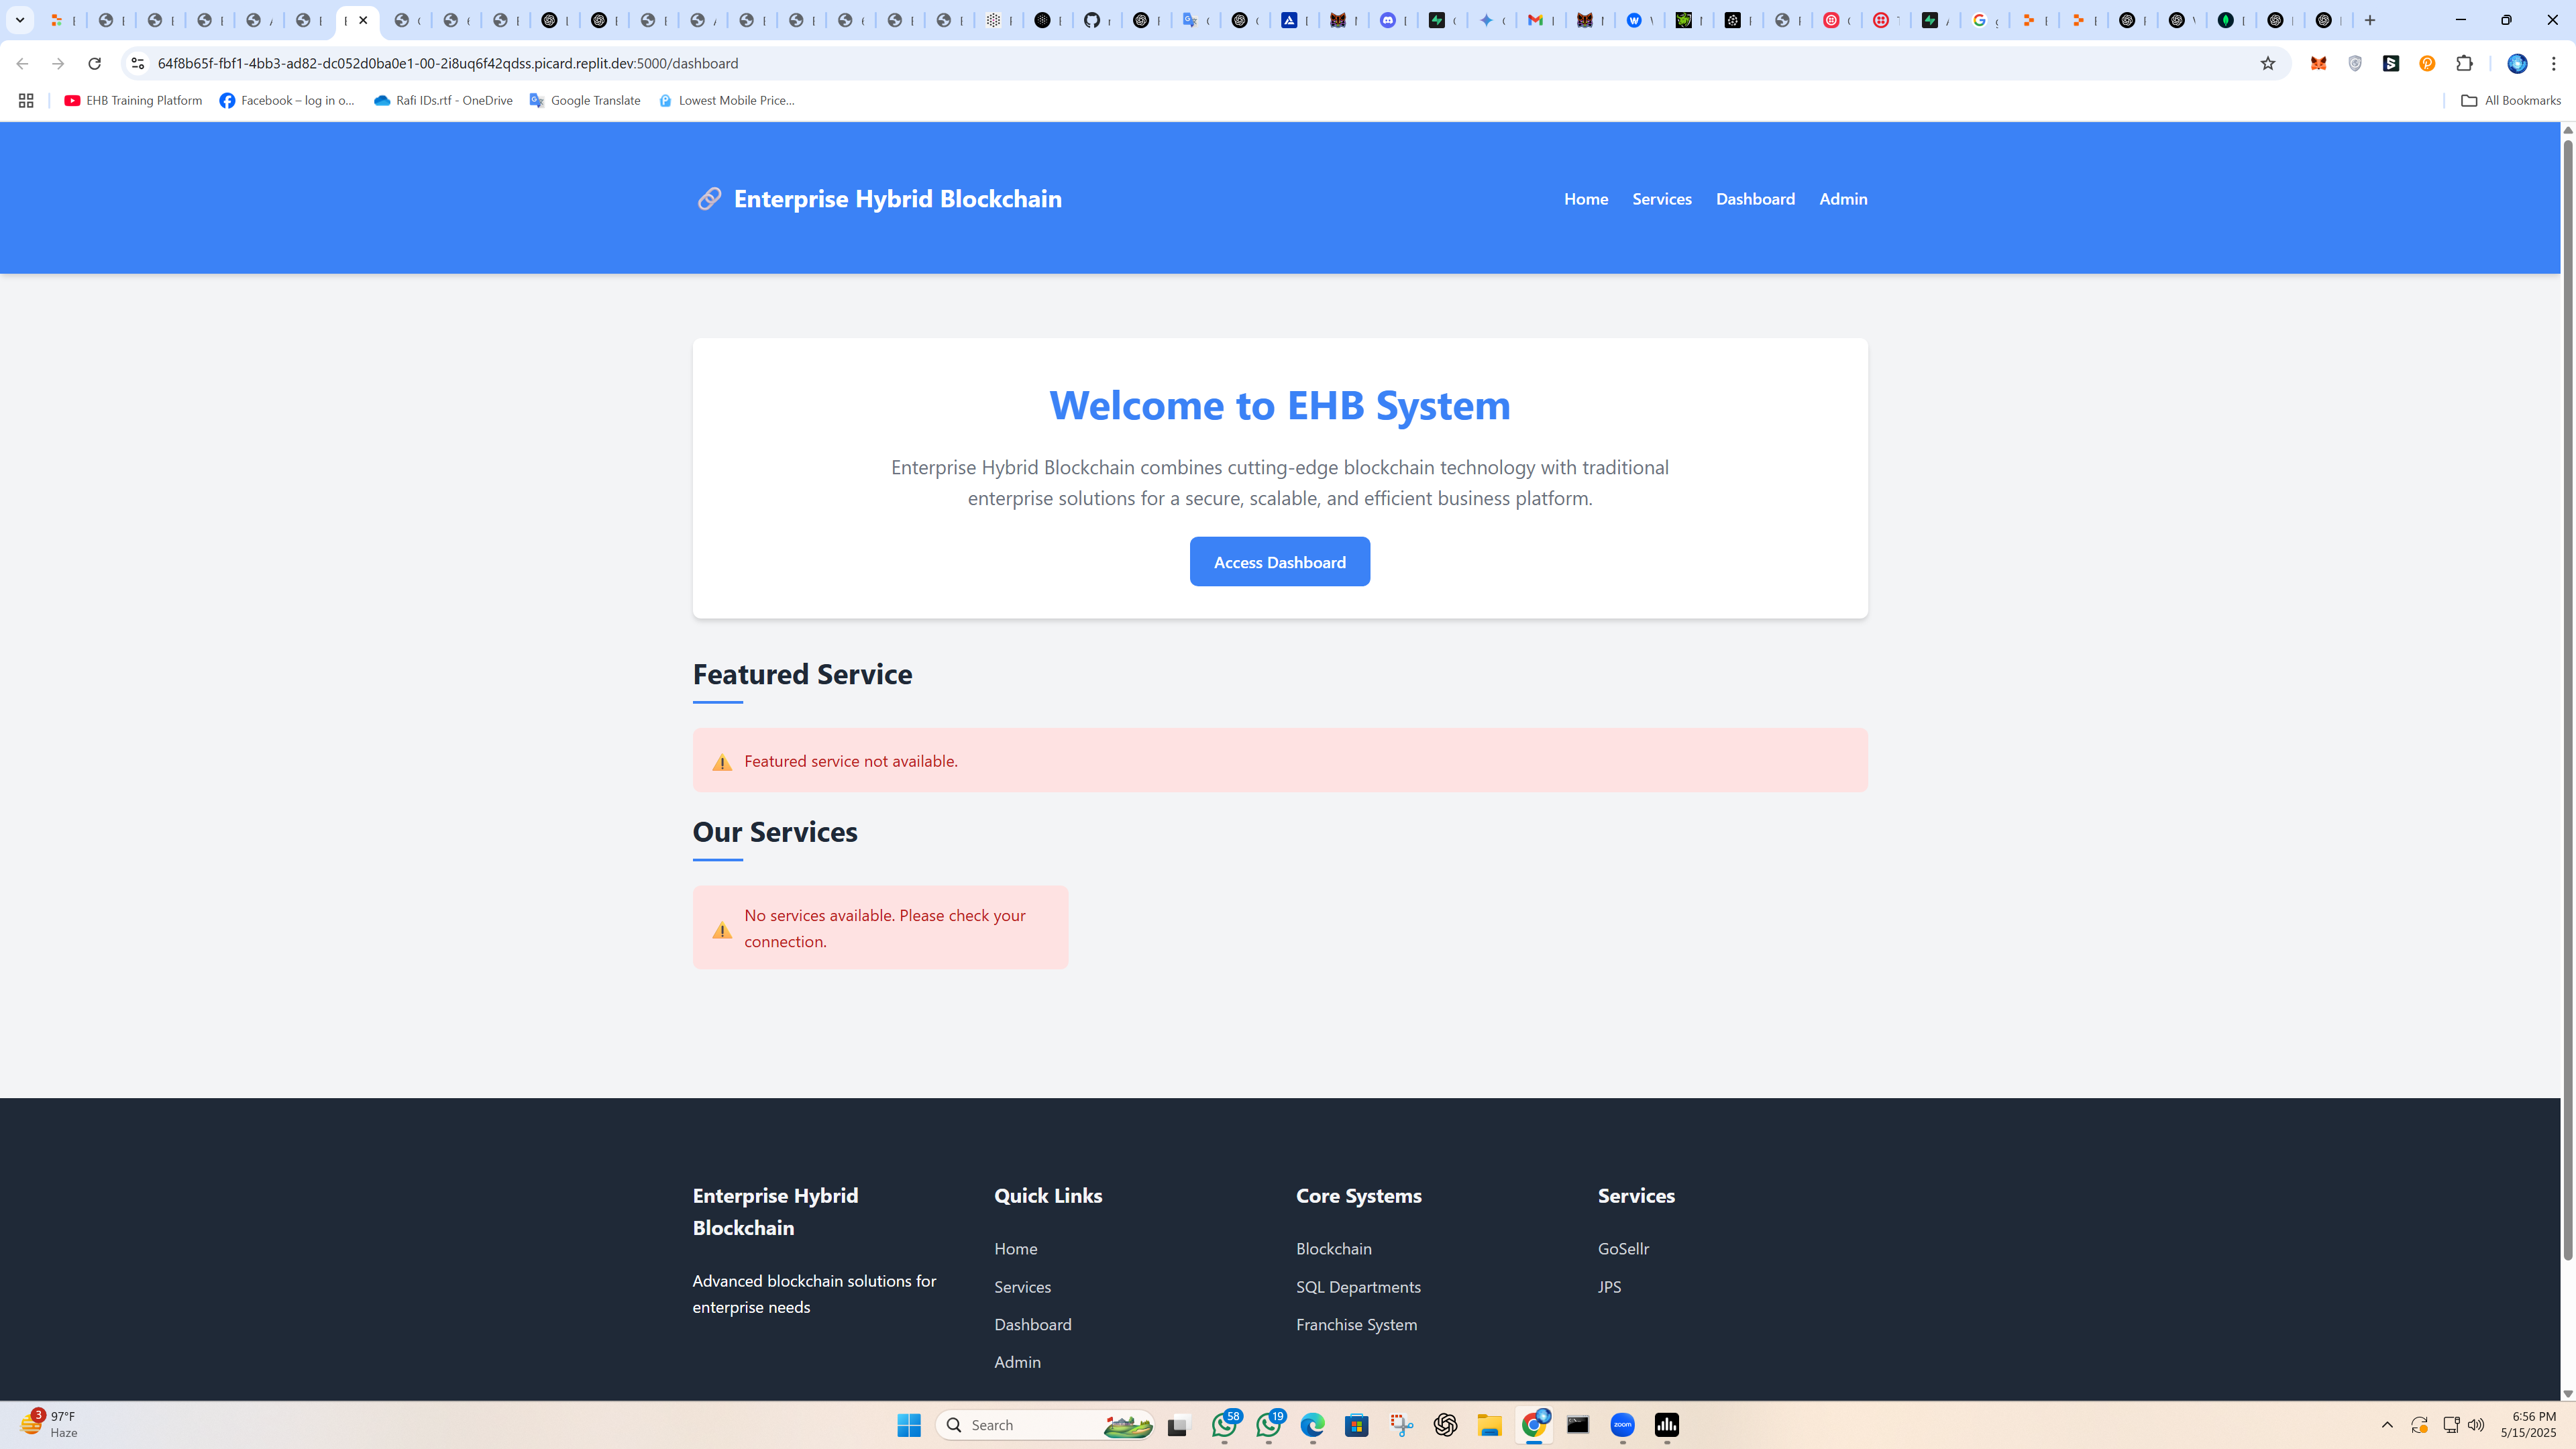 64f8b65f-fbf1-4bb3-ad82-dc052d0ba0e1-00-2i8uq6f42qdss.picard.replit.dev:5000/dashboard
EHB Training Platform
Facebook – log in o...
Rafi IDs.rtf - OneDrive
Google Translate
Lowest Mobile Price...
All Bookmarks
Enterprise Hybrid Blockchain
Home
Services
Dashboard
Admin
Welcome to EHB System
Enterprise Hybrid Blockchain combines cutting-edge blockchain technology with traditional
enterprise solutions for a secure, scalable, and efficient business platform.
Access Dashboard
Featured Service
Featured service not available.
Our Services
No services available. Please check your
connection.
Enterprise Hybrid
Blockchain
Advanced blockchain solutions for
enterprise needs
Quick Links
Home
Services
Dashboard
Admin
Core Systems
Blockchain
SQL Departments
Franchise System
Services
GoSellr
JPS
3
97°F
Haze
Search
58
19
zoom
6:56 PM
5/15/2025